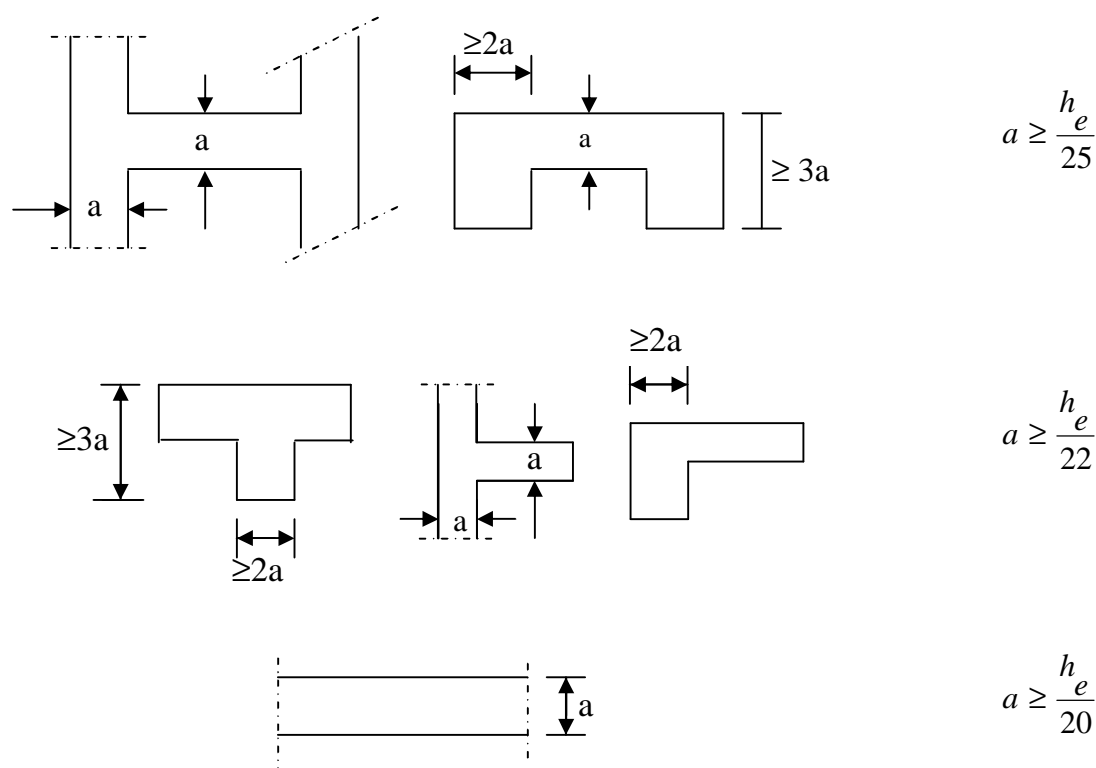 ≥2a
a
a
a
≥ 3a
a ≥ h_e/25
≥2a
≥3a
a
a
≥2a
a ≥ h_e/22
a
a ≥ h_e/20